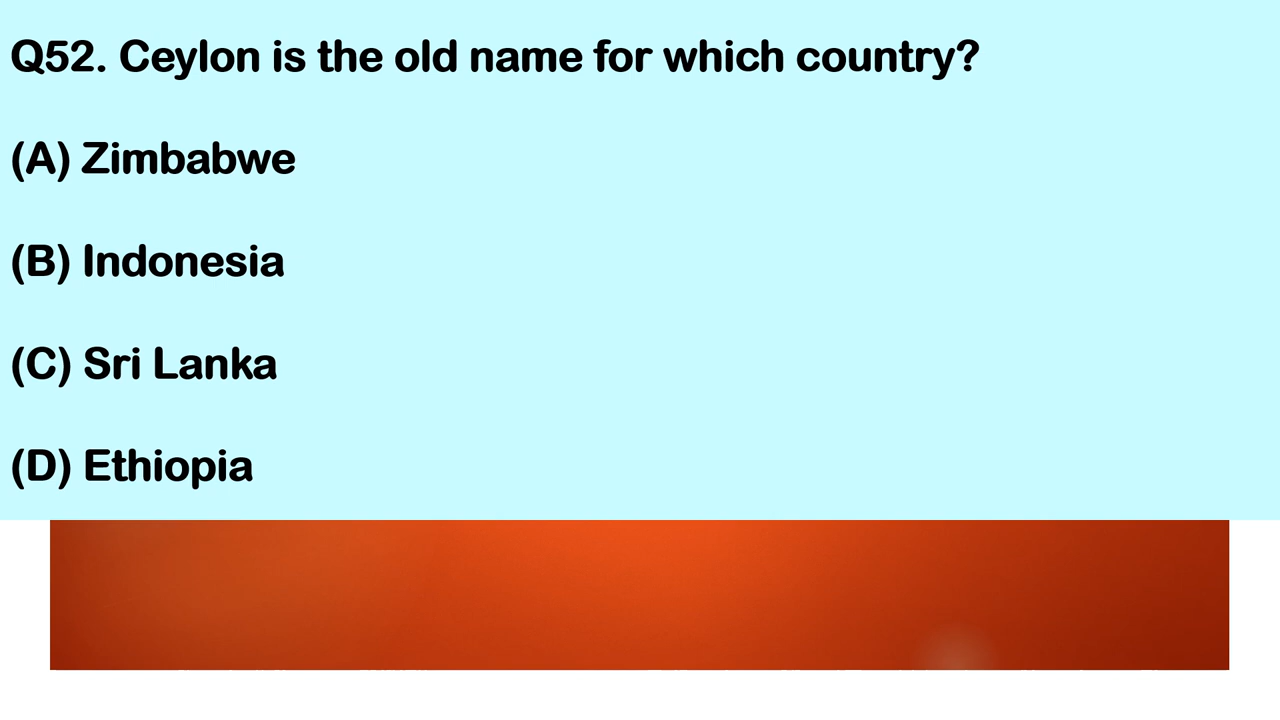 Q52. Ceylon is the old name for which country?
(A) Zimbabwe
(B) Indonesia
(C) Sri Lanka
(D) Ethiopia